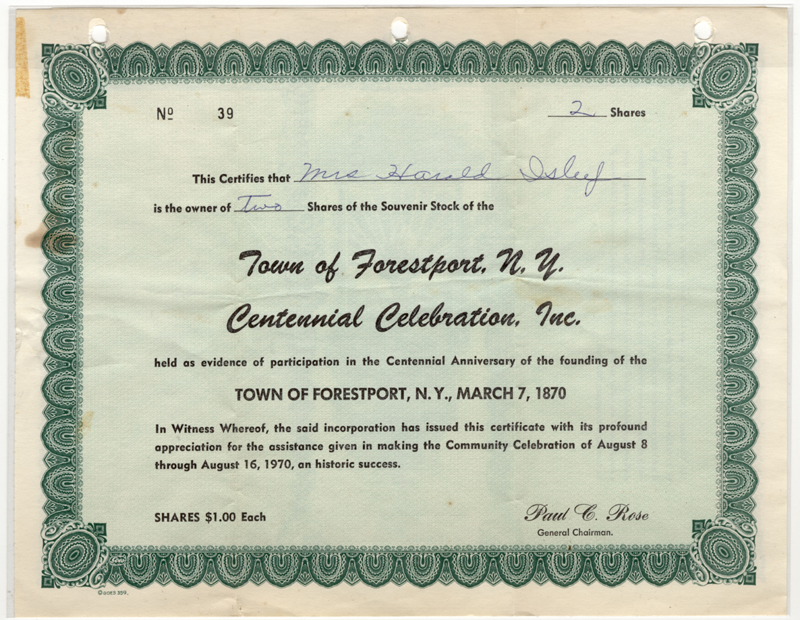 Nº 39 2 Shares
This Certifies that Mrs Harald Isley
is the owner of Two Shares of the Souvenir Stock of the
Town of Forestport, N. Y.
Centennial Celebration, Inc.
held as evidence of participation in the Centennial Anniversary of the founding of the
TOWN OF FORESTPORT, N. Y., MARCH 7, 1870
In Witness Whereof, the said incorporation has issued this certificate with its profound
appreciation for the assistance given in making the Community Celebration of August 8
through August 16, 1970, an historic success.
SHARES $1.00 Each
Paul C. Rose
General Chairman.